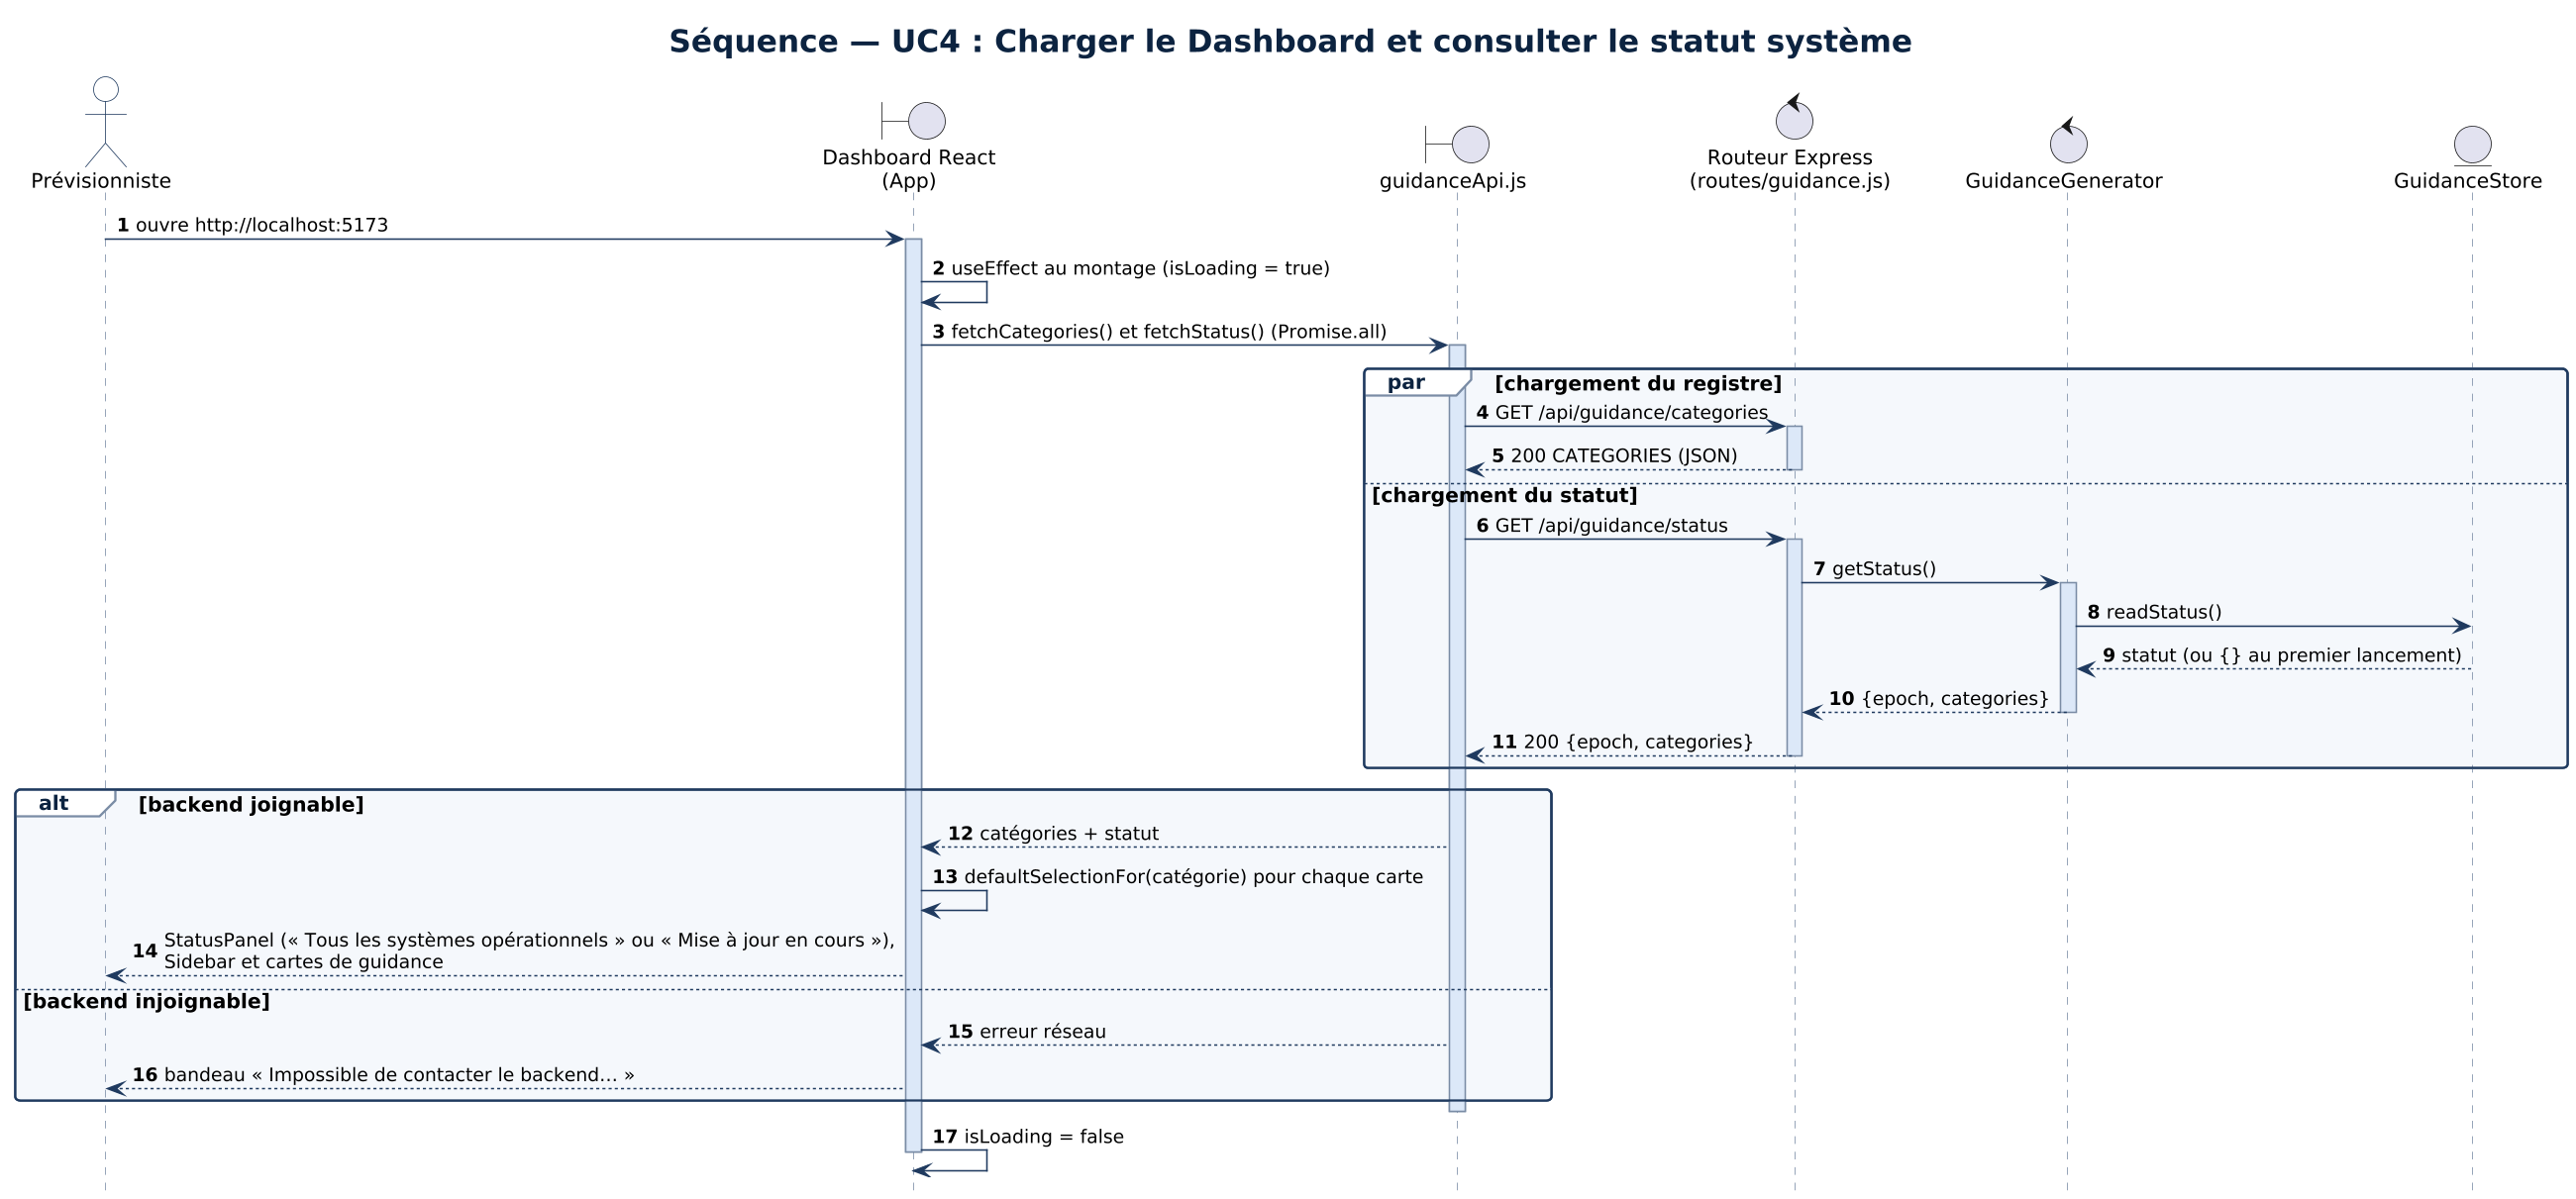 Séquence — UC4 : Charger le Dashboard et consulter le statut système
Prévisionniste
Dashboard React
(App)
guidanceApi.js
Routeur Express
(routes/guidance.js)
GuidanceGenerator
GuidanceStore
1 ouvre http://localhost:5173
2 useEffect au montage (isLoading = true)
3 fetchCategories() et fetchStatus() (Promise.all)
par [chargement du registre]
4 GET /api/guidance/categories
5 200 CATEGORIES (JSON)
[chargement du statut]
6 GET /api/guidance/status
7 getStatus()
8 readStatus()
9 statut (ou {} au premier lancement)
10 {epoch, categories}
11 200 {epoch, categories}
alt [backend joignable]
12 catégories + statut
13 defaultSelectionFor(catégorie) pour chaque carte
14 StatusPanel (« Tous les systèmes opérationnels » ou « Mise à jour en cours »),
Sidebar et cartes de guidance
[backend injoignable]
15 erreur réseau
16 bandeau « Impossible de contacter le backend... »
17 isLoading = false